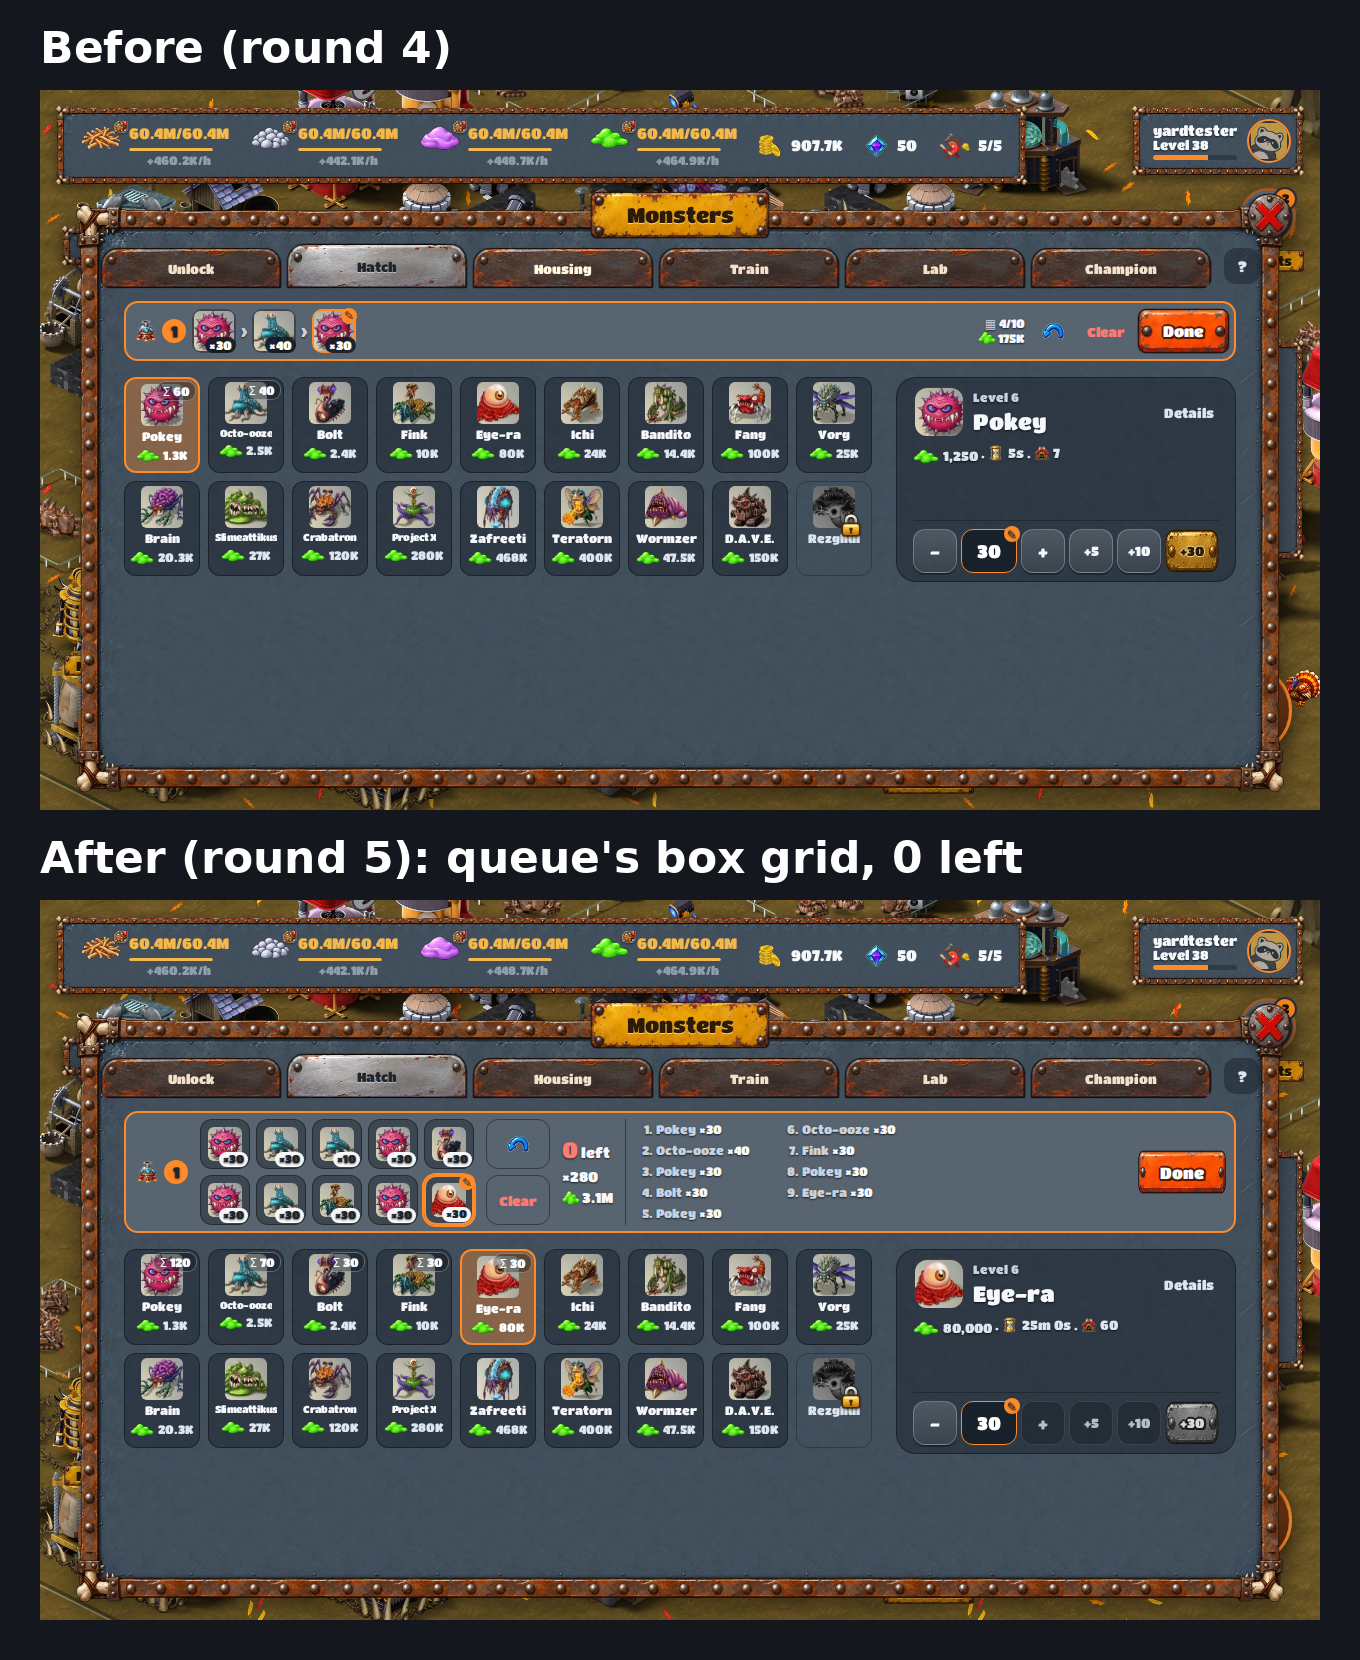 Before (round 4)
60.4M/60.4M 60.4M/60.4M 60.4M/60.4M 60.4M/60.4M 907.7K 50 5/5
+460.2K/h +442.1K/h +448.7K/h +464.9K/h
yardtester
Level 38
Monsters
Unlock Hatch Housing Train Lab Champion ?
1 ×30 › ×40 › ×30
4/10
175K
Clear Done
Σ60 Σ40
Pokey Octo-ooze Bolt Fink Eye-ra Ichi Bandito Fang Vorg
1.3K 2.5K 2.4K 10K 80K 24K 14.4K 100K 25K
Brain Slimeattikus Crabatron Project X Zafreeti Teratorn Wormzer D.A.V.E. Rezghul
20.3K 27K 120K 280K 468K 400K 47.5K 150K
Level 6
Pokey
Details
1,250 · 5s · 7
- 30 + +5 +10 +30
After (round 5): queue's box grid, 0 left
60.4M/60.4M 60.4M/60.4M 60.4M/60.4M 60.4M/60.4M 907.7K 50 5/5
+460.2K/h +442.1K/h +448.7K/h +464.9K/h
yardtester
Level 38
Monsters
Unlock Hatch Housing Train Lab Champion ?
1
×30 ×30 ×10 ×30 ×30
×30 ×30 ×30 ×30 ×30
Clear
0 left
×280
3.1M
1. Pokey ×30
2. Octo-ooze ×40
3. Pokey ×30
4. Bolt ×30
5. Pokey ×30
6. Octo-ooze ×30
7. Fink ×30
8. Pokey ×30
9. Eye-ra ×30
Done
Σ120 Σ70 Σ30 Σ30 Σ30
Pokey Octo-ooze Bolt Fink Eye-ra Ichi Bandito Fang Vorg
1.3K 2.5K 2.4K 10K 80K 24K 14.4K 100K 25K
Brain Slimeattikus Crabatron Project X Zafreeti Teratorn Wormzer D.A.V.E. Rezghul
20.3K 27K 120K 280K 468K 400K 47.5K 150K
Level 6
Eye-ra
Details
80,000 · 25m 0s · 60
- 30 + +5 +10 +30